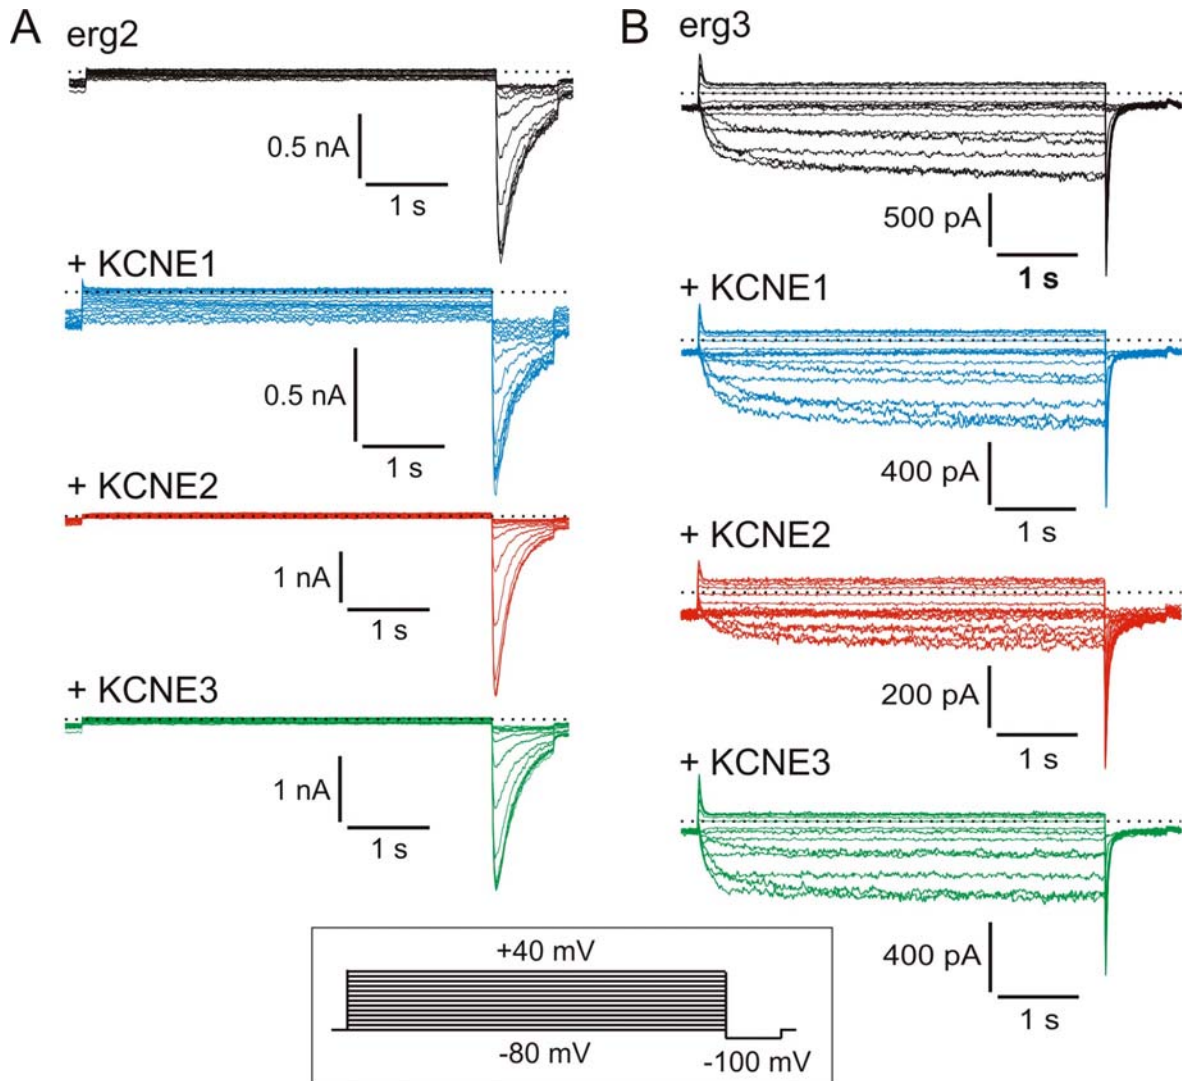 A erg2
0.5 nA
1 s
+ KCNE1
0.5 nA
1 s
+ KCNE2
1 nA
1 s
+ KCNE3
1 nA
1 s
B erg3
500 pA
1 s
+ KCNE1
400 pA
1 s
+ KCNE2
200 pA
1 s
+ KCNE3
400 pA
1 s
+40 mV
-80 mV
-100 mV